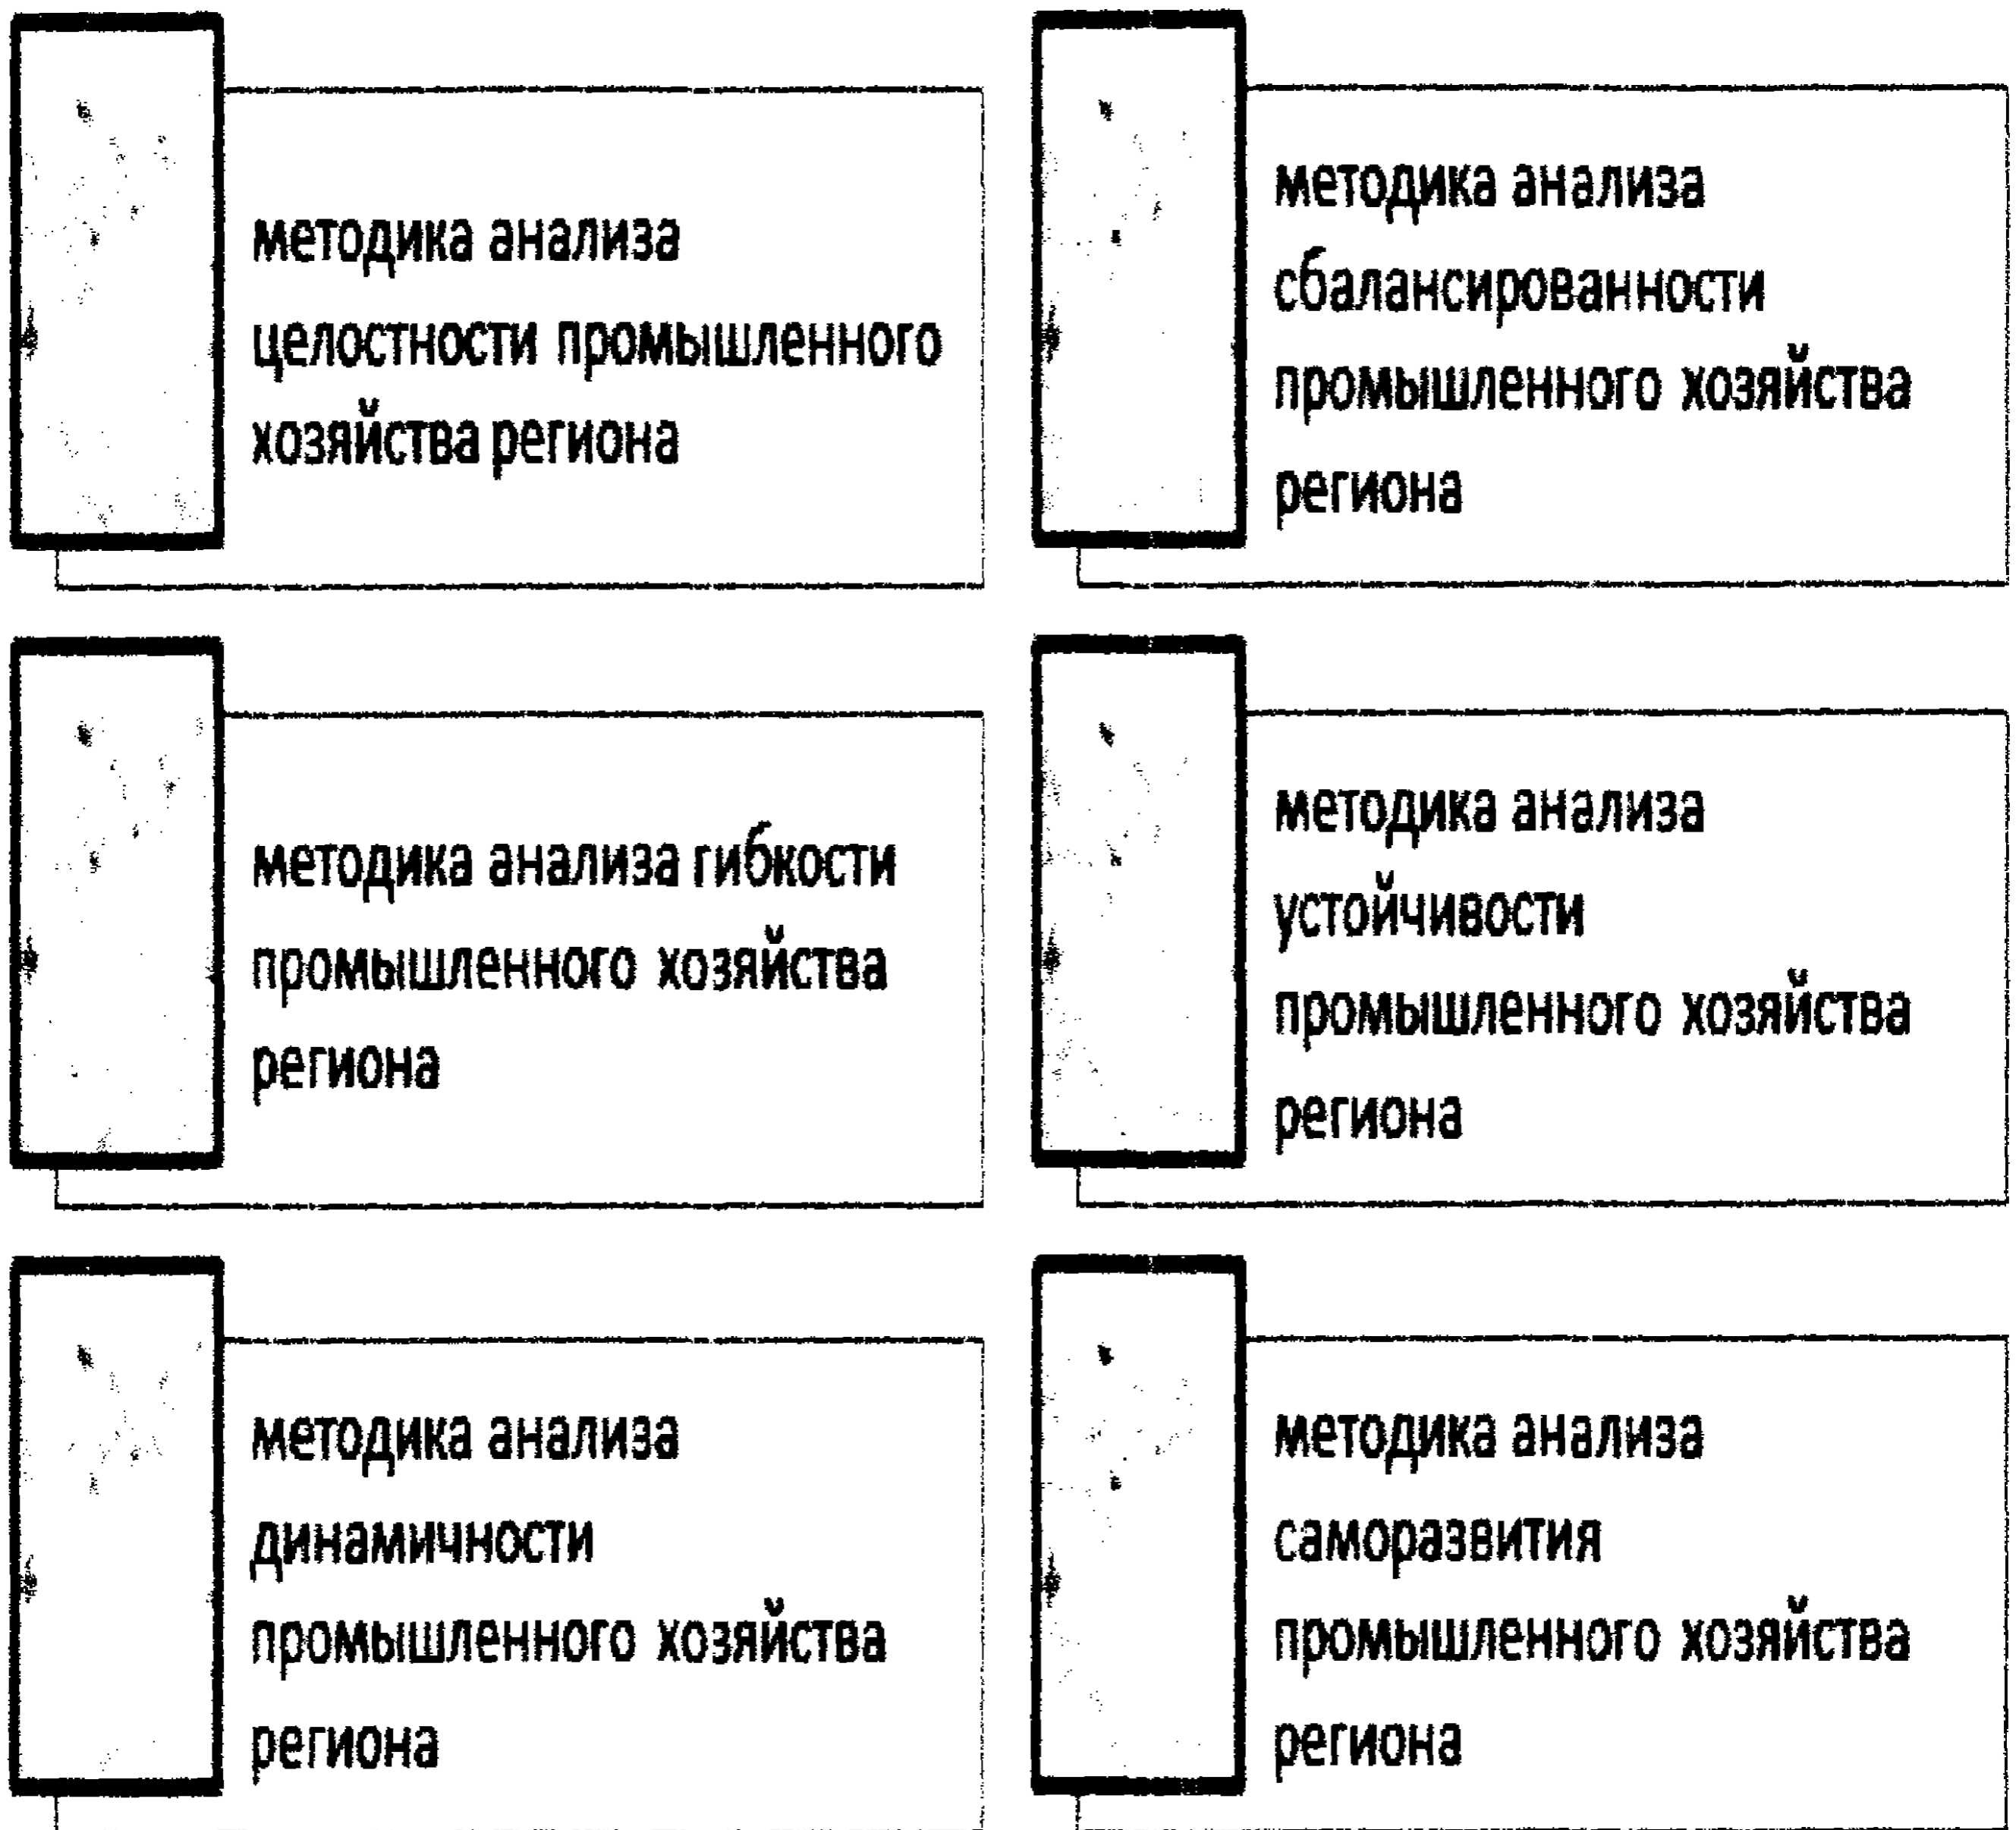 методика анализа
целостности промышленного
хозяйства региона
методика анализа
сбалансированности
промышленного хозяйства
региона
методика анализа гибкости
промышленного хозяйства
региона
методика анализа
устойчивости
промышленного хозяйства
региона
методика анализа
динамичности
промышленного хозяйства
региона
методика анализа
саморазвития
промышленного хозяйства
региона